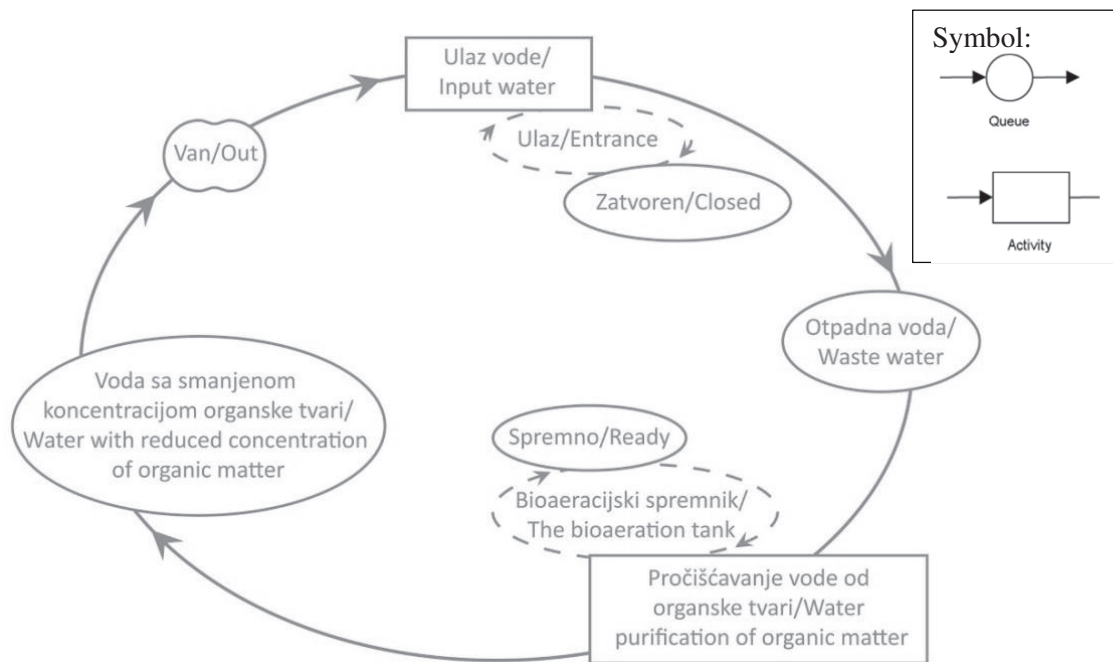 Symbol:
Queue
Activity
Ulaz vode/
Input water
Ulaz/Entrance
Zatvoren/Closed
Van/Out
Otpadna voda/
Waste water
Voda sa smanjenom
koncentracijom organske tvari/
Water with reduced concentration
of organic matter
Spremno/Ready
Bioaeracijski spremnik/
The bioaeration tank
Pročišćavanje vode od
organske tvari/Water
purification of organic matter